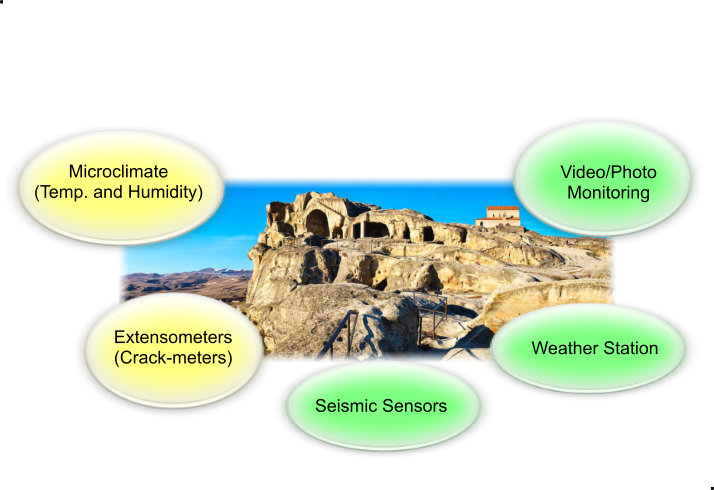 Microclimate
(Temp. and Humidity)
Video/Photo
Monitoring
Extensometers
(Crack-meters)
Weather Station
Seismic Sensors